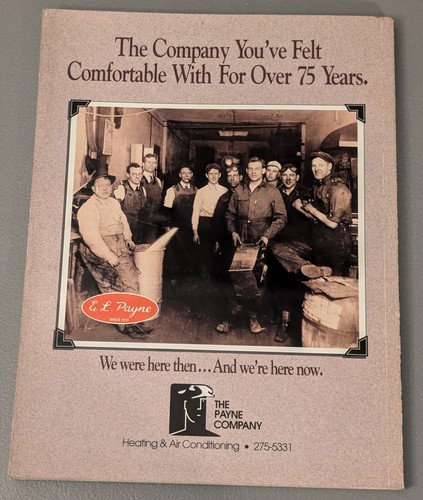 The Company You've Felt
Comfortable With For Over 75 Years.
E. L. Payne
We were here then... And we're here now.
THE
PAYNE
COMPANY
Heating & Air Conditioning • 275-5331